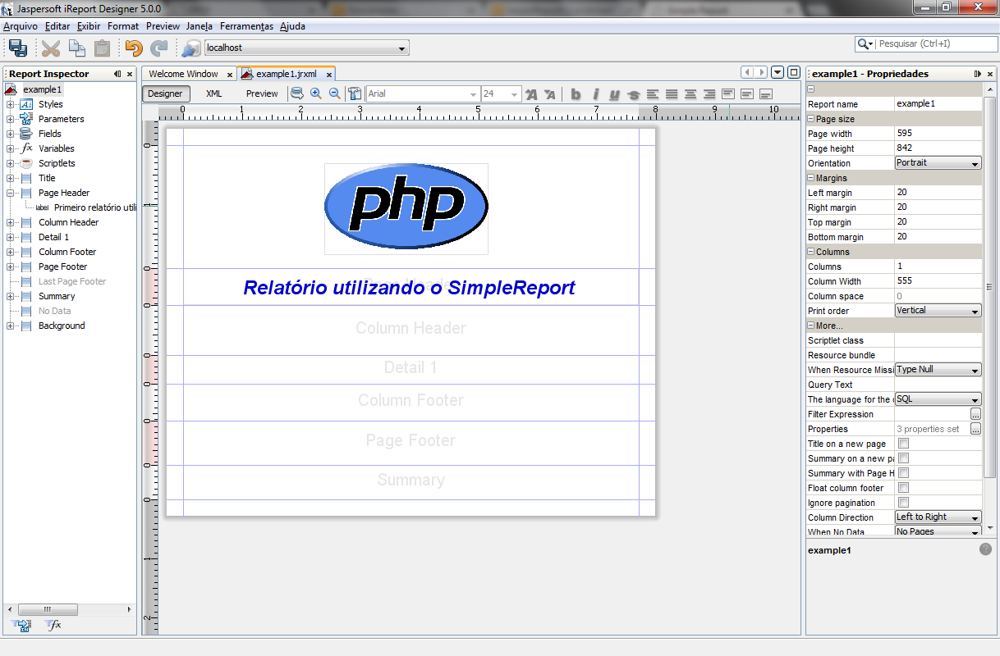 Jaspersoft iReport Designer 5.0.0
Arquivo Editar Exibir Format Preview Janela Ferramentas Ajuda
localhost
Pesquisar (Ctrl+I)
Report Inspector
example1
Styles
Parameters
Fields
Variables
Scriptlets
Title
Page Header
label Primeiro relatório utili
Column Header
Detail 1
Column Footer
Page Footer
Last Page Footer
Summary
No Data
Background
Welcome Window
example1.jrxml
Designer XML Preview Arial 24
0 1 2 3 4 5 6 7 8 9 10
php
Relatório utilizando o SimpleReport
Column Header
Detail 1
Column Footer
Page Footer
Summary
example1 - Propriedades
Report name example1
Page size
Page width 595
Page height 842
Orientation Portrait
Margins
Left margin 20
Right margin 20
Top margin 20
Bottom margin 20
Columns
Columns 1
Column Width 555
Column space 0
Print order Vertical
More...
Scriptlet class
Resource bundle
When Resource Missi Type Null
Query Text
The language for the SQL
Filter Expression ...
Properties 3 properties set ...
Title on a new page
Summary on a new pa
Summary with Page H
Float column footer
Ignore pagination
Column Direction Left to Right
When No Data No Pages
example1